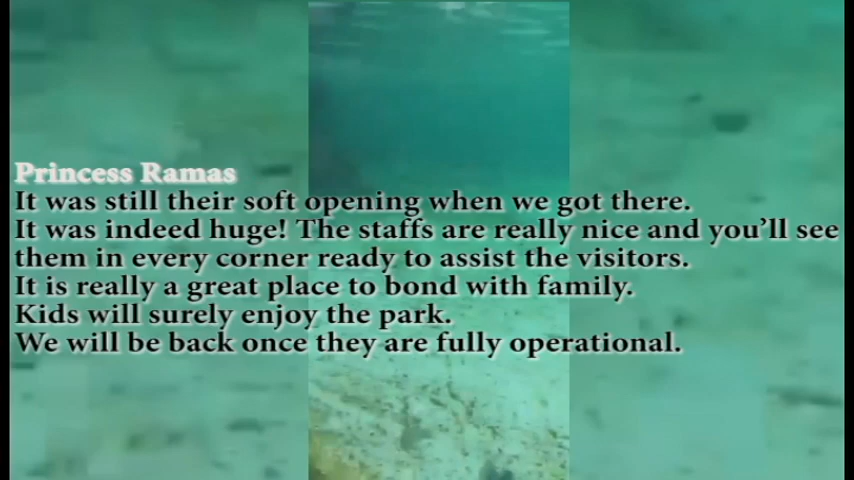 Princess Ramas
It was still their soft opening when we got there.
It was indeed huge! The staffs are really nice and you’ll see
them in every corner ready to assist the visitors.
It is really a great place to bond with family.
Kids will surely enjoy the park.
We will be back once they are fully operational.